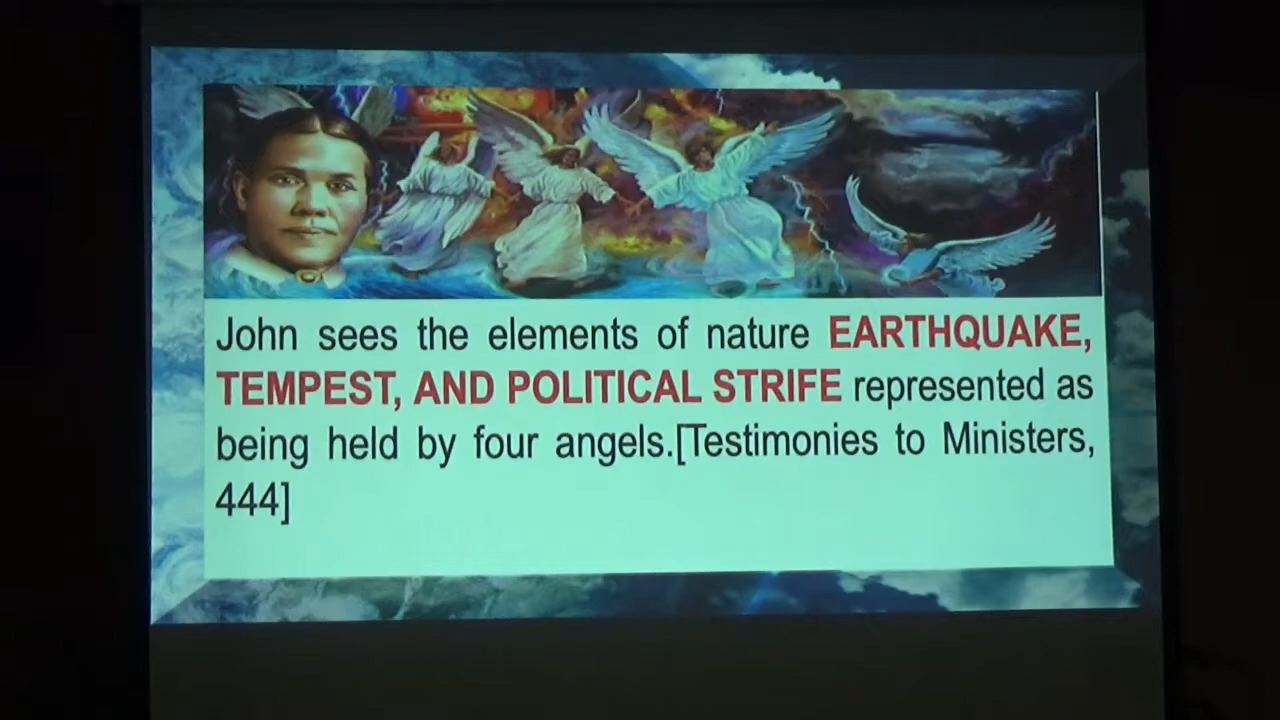 John sees the elements of nature EARTHQUAKE,
TEMPEST, AND POLITICAL STRIFE represented as
being held by four angels.[Testimonies to Ministers,
444]